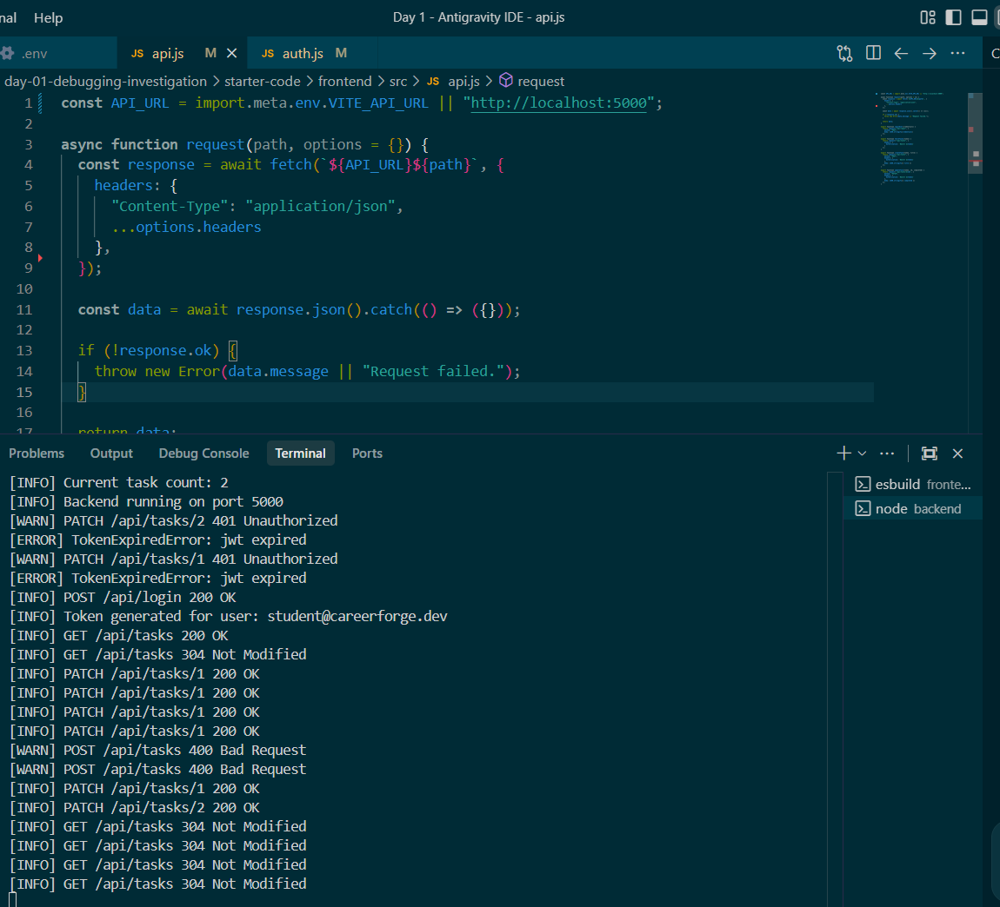 nal Help Day 1 - Antigravity IDE - api.js
.env JS api.js M JS auth.js M
day-01-debugging-investigation > starter-code > frontend > src > JS api.js > request
1 const API_URL = import.meta.env.VITE_API_URL || "http://localhost:5000";
2
3 async function request(path, options = {}) {
4 const response = await fetch(`${API_URL}${path}`, {
5 headers: {
6 "Content-Type": "application/json",
7 ...options.headers
8 },
9 });
10
11 const data = await response.json().catch(() => ({}));
12
13 if (!response.ok) {
14 throw new Error(data.message || "Request failed.");
15 }
16
17 return data;
Problems Output Debug Console Terminal Ports
[INFO] Current task count: 2
[INFO] Backend running on port 5000
[WARN] PATCH /api/tasks/2 401 Unauthorized
[ERROR] TokenExpiredError: jwt expired
[WARN] PATCH /api/tasks/1 401 Unauthorized
[ERROR] TokenExpiredError: jwt expired
[INFO] POST /api/login 200 OK
[INFO] Token generated for user: student@careerforge.dev
[INFO] GET /api/tasks 200 OK
[INFO] GET /api/tasks 304 Not Modified
[INFO] PATCH /api/tasks/1 200 OK
[INFO] PATCH /api/tasks/1 200 OK
[INFO] PATCH /api/tasks/1 200 OK
[INFO] PATCH /api/tasks/1 200 OK
[WARN] POST /api/tasks 400 Bad Request
[WARN] POST /api/tasks 400 Bad Request
[INFO] PATCH /api/tasks/1 200 OK
[INFO] PATCH /api/tasks/2 200 OK
[INFO] GET /api/tasks 304 Not Modified
[INFO] GET /api/tasks 304 Not Modified
[INFO] GET /api/tasks 304 Not Modified
[INFO] GET /api/tasks 304 Not Modified
esbuild fronte...
node backend